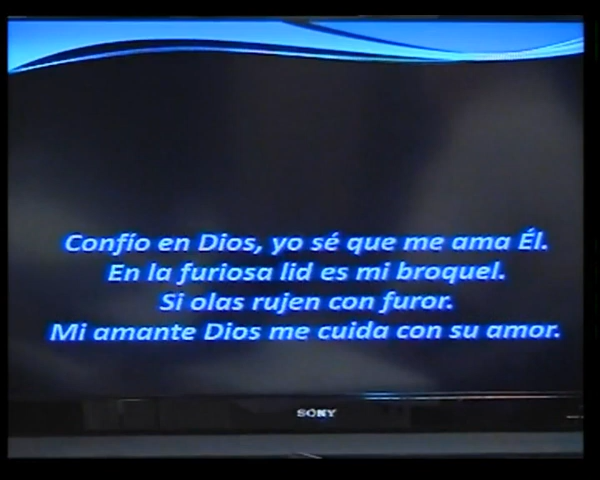 Confío en Dios, yo sé que me ama Él.
En la furiosa lid es mi broquel.
Si olas rujen con furor.
Mi amante Dios me cuida con su amor.
SONY